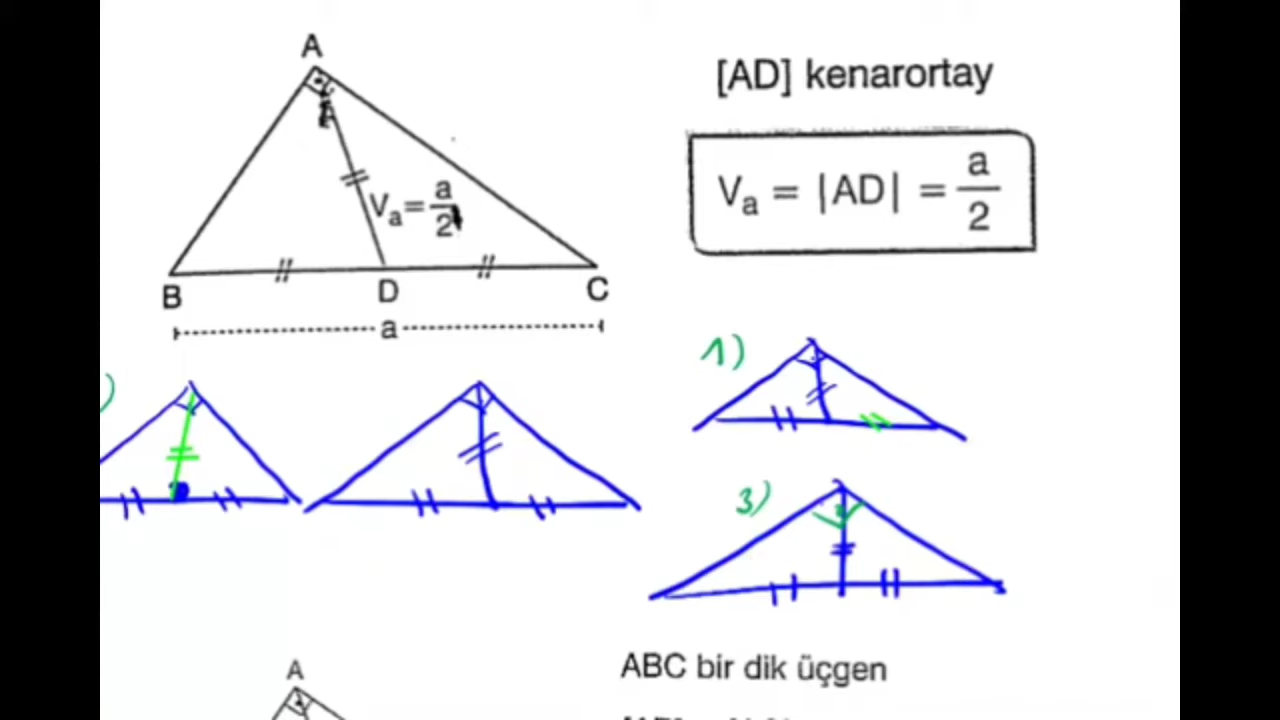 A
[AD] kenarortay
Va = |AD| = a/2
Va = a/2
B
D
C
a
1)
)
3)
A
ABC bir dik üçgen